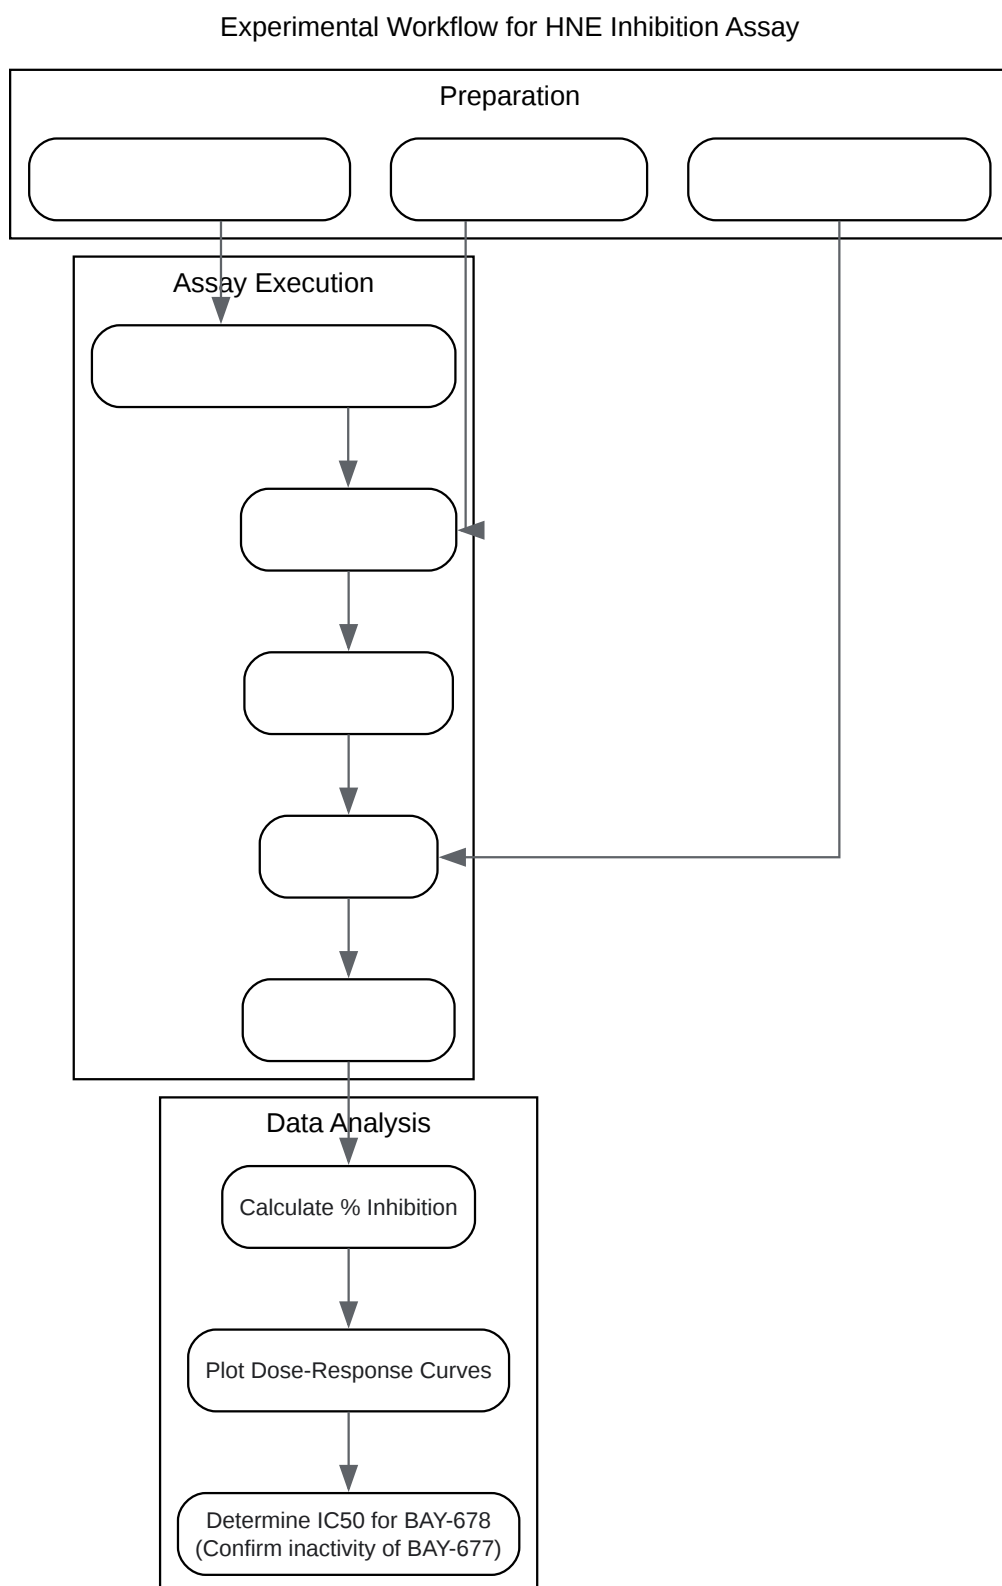 Experimental Workflow for HNE Inhibition Assay
Preparation
Assay Execution
Data Analysis
Calculate % Inhibition
Plot Dose-Response Curves
Determine IC50 for BAY-678
(Confirm inactivity of BAY-677)